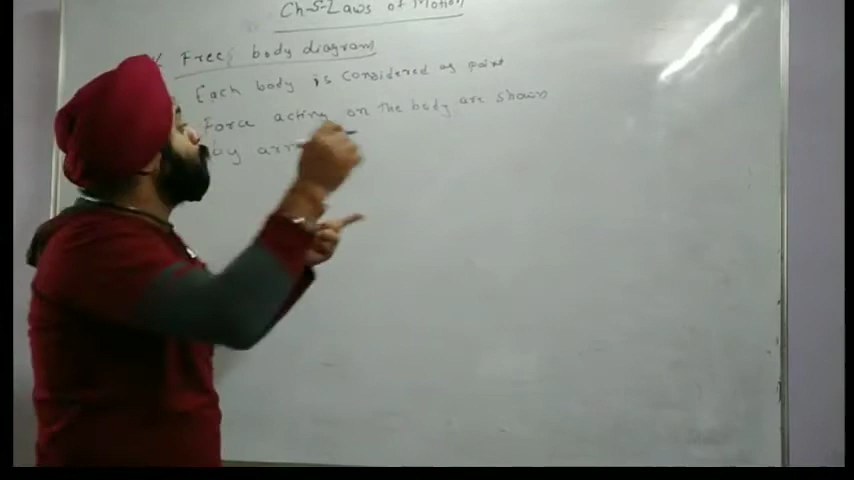 Ch-5-Laws of Motion
Free body diagram
Each body is considered as point
Force acting on the body are shown
by arr